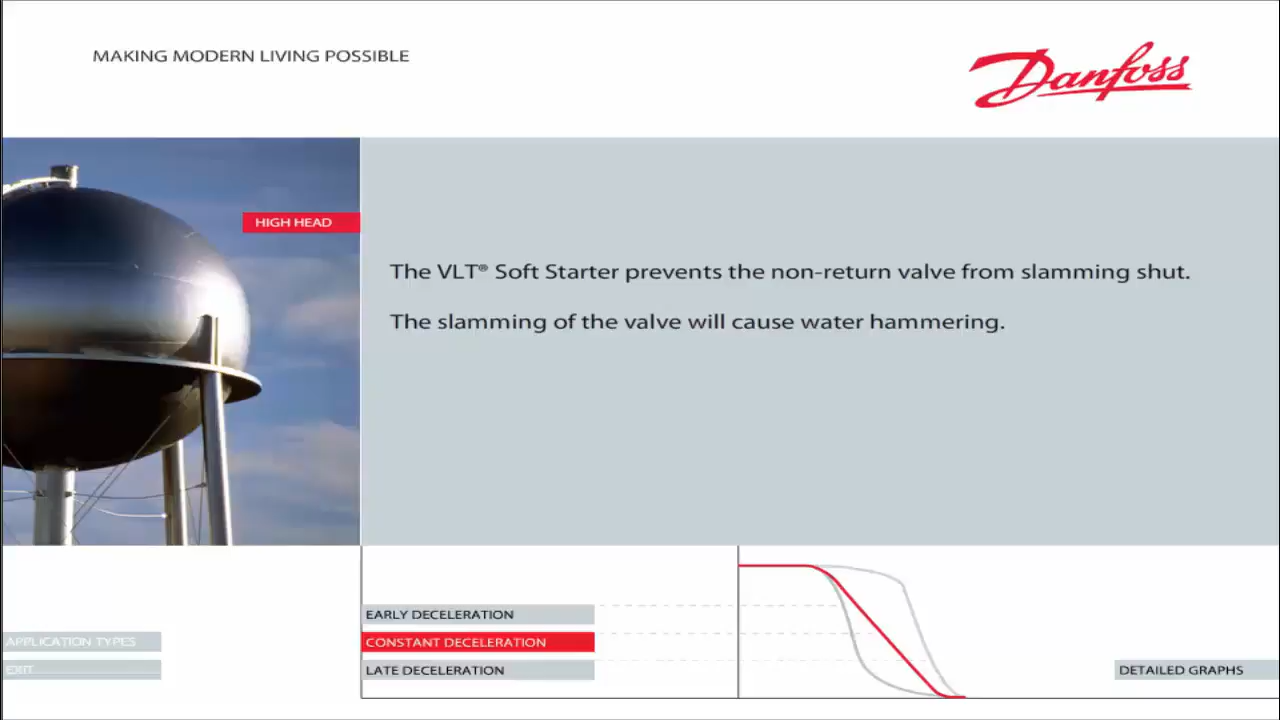 MAKING MODERN LIVING POSSIBLE
Danfoss
HIGH HEAD
The VLT® Soft Starter prevents the non-return valve from slamming shut.
The slamming of the valve will cause water hammering.
EARLY DECELERATION
APPLICATION TYPES
CONSTANT DECELERATION
EXIT
LATE DECELERATION
DETAILED GRAPHS